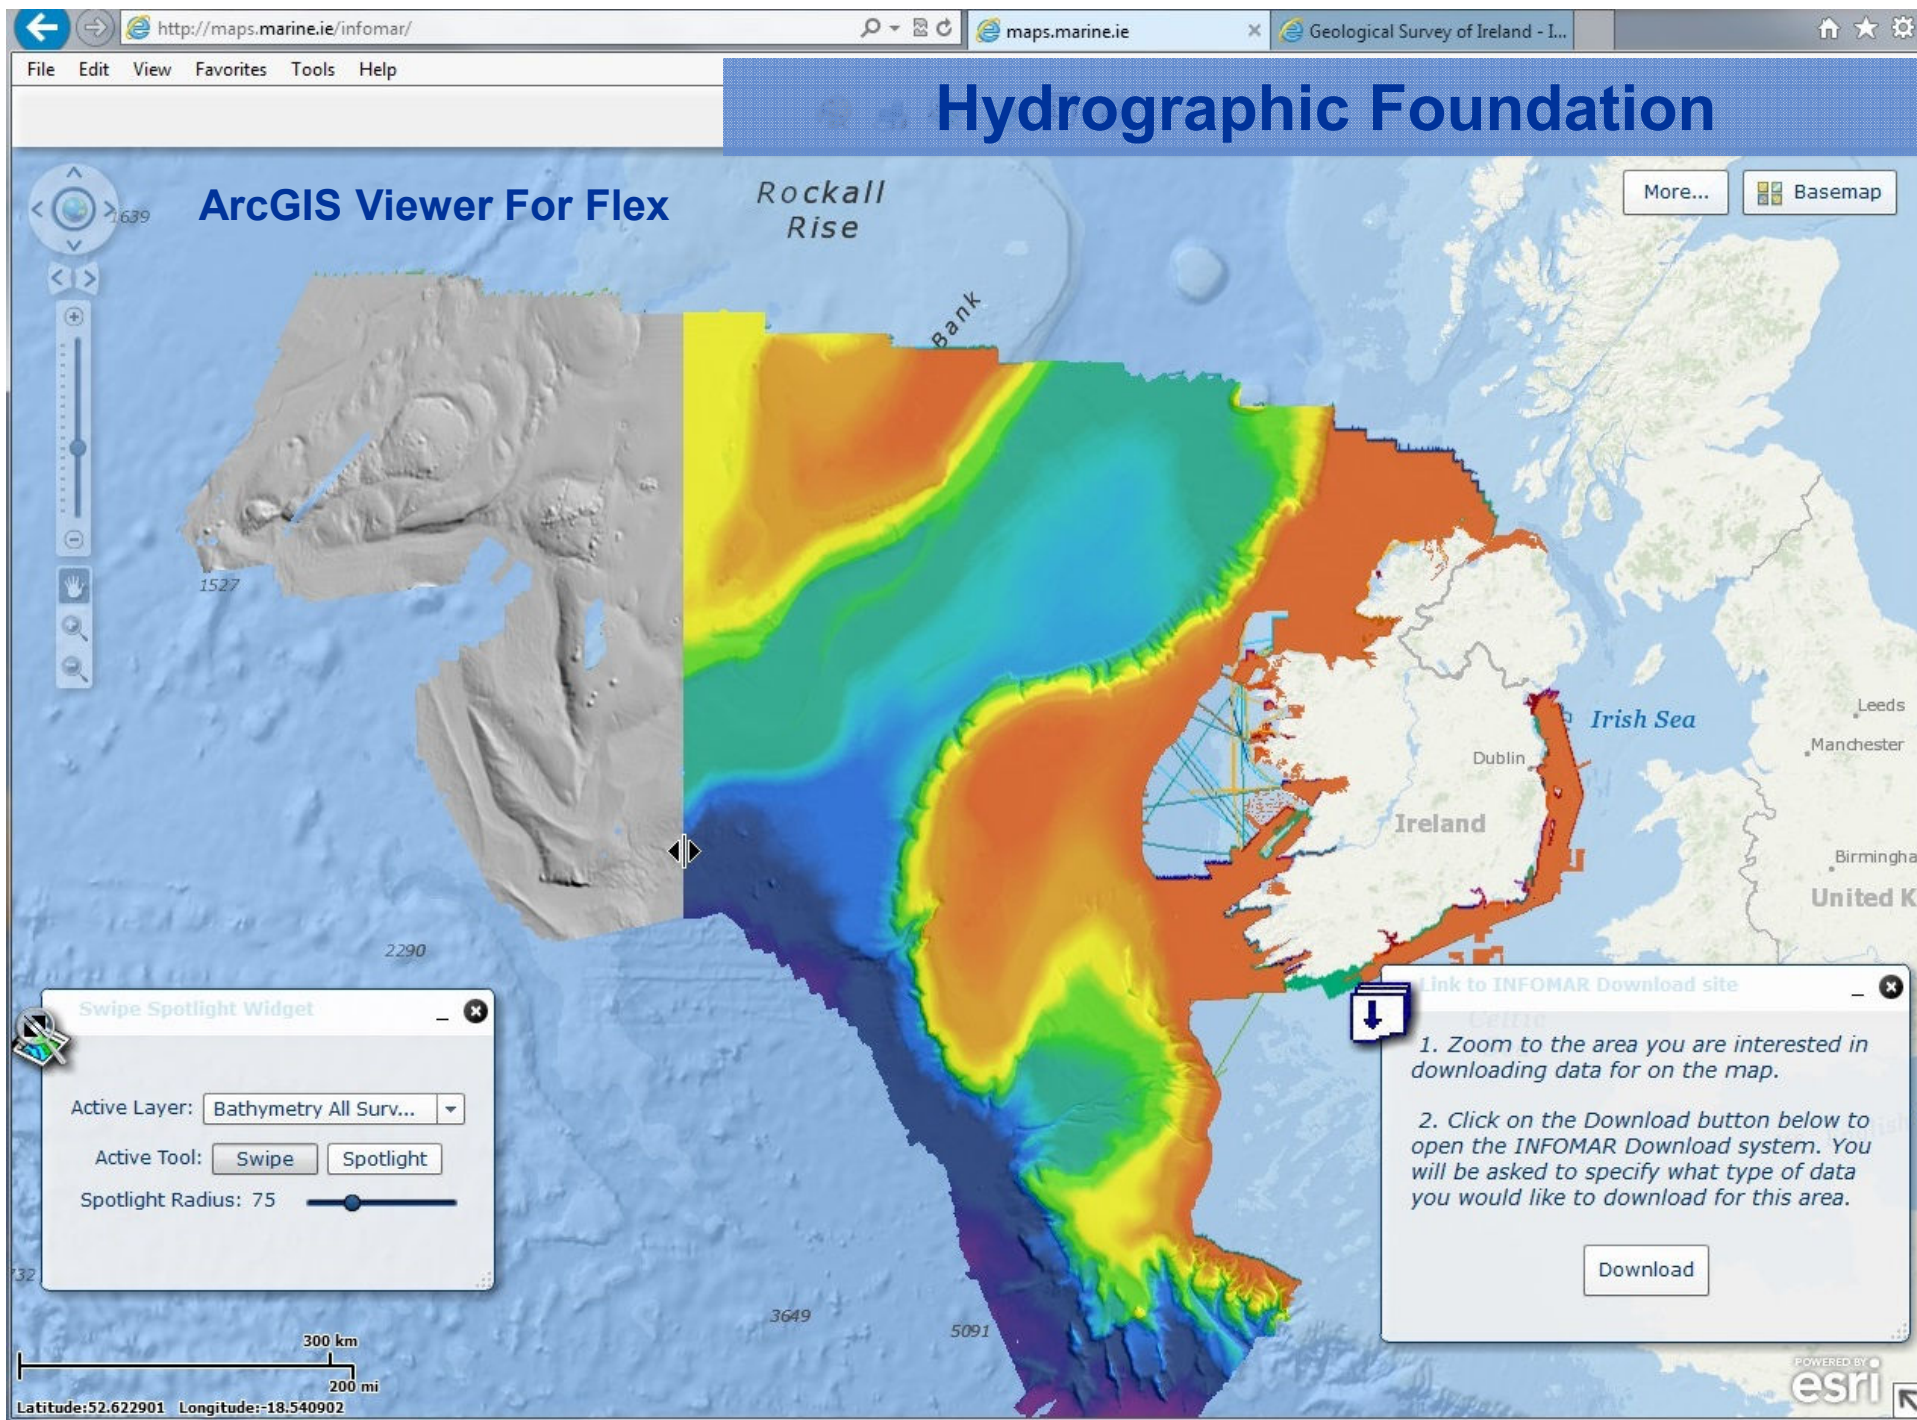 http://maps.marine.ie/infomar/
maps.marine.ie
Geological Survey of Ireland - I...
File Edit View Favorites Tools Help
Hydrographic Foundation
ArcGIS Viewer For Flex
Rockall
Rise
More...
Basemap
1639
Bank
1527
Leeds
Irish Sea
Manchester
Dublin
Ireland
Birmingha
United K
2290
Swipe Spotlight Widget
Link to INFOMAR Download site
Celtic
1. Zoom to the area you are interested in
downloading data for on the map.
Active Layer: Bathymetry All Surv...
2. Click on the Download button below to
open the INFOMAR Download system. You
will be asked to specify what type of data
you would like to download for this area.
Active Tool: Swipe Spotlight
Spotlight Radius: 75
Download
732
3649
5091
300 km
200 mi
Latitude:52.622901 Longitude:-18.540902
POWERED BY
esri